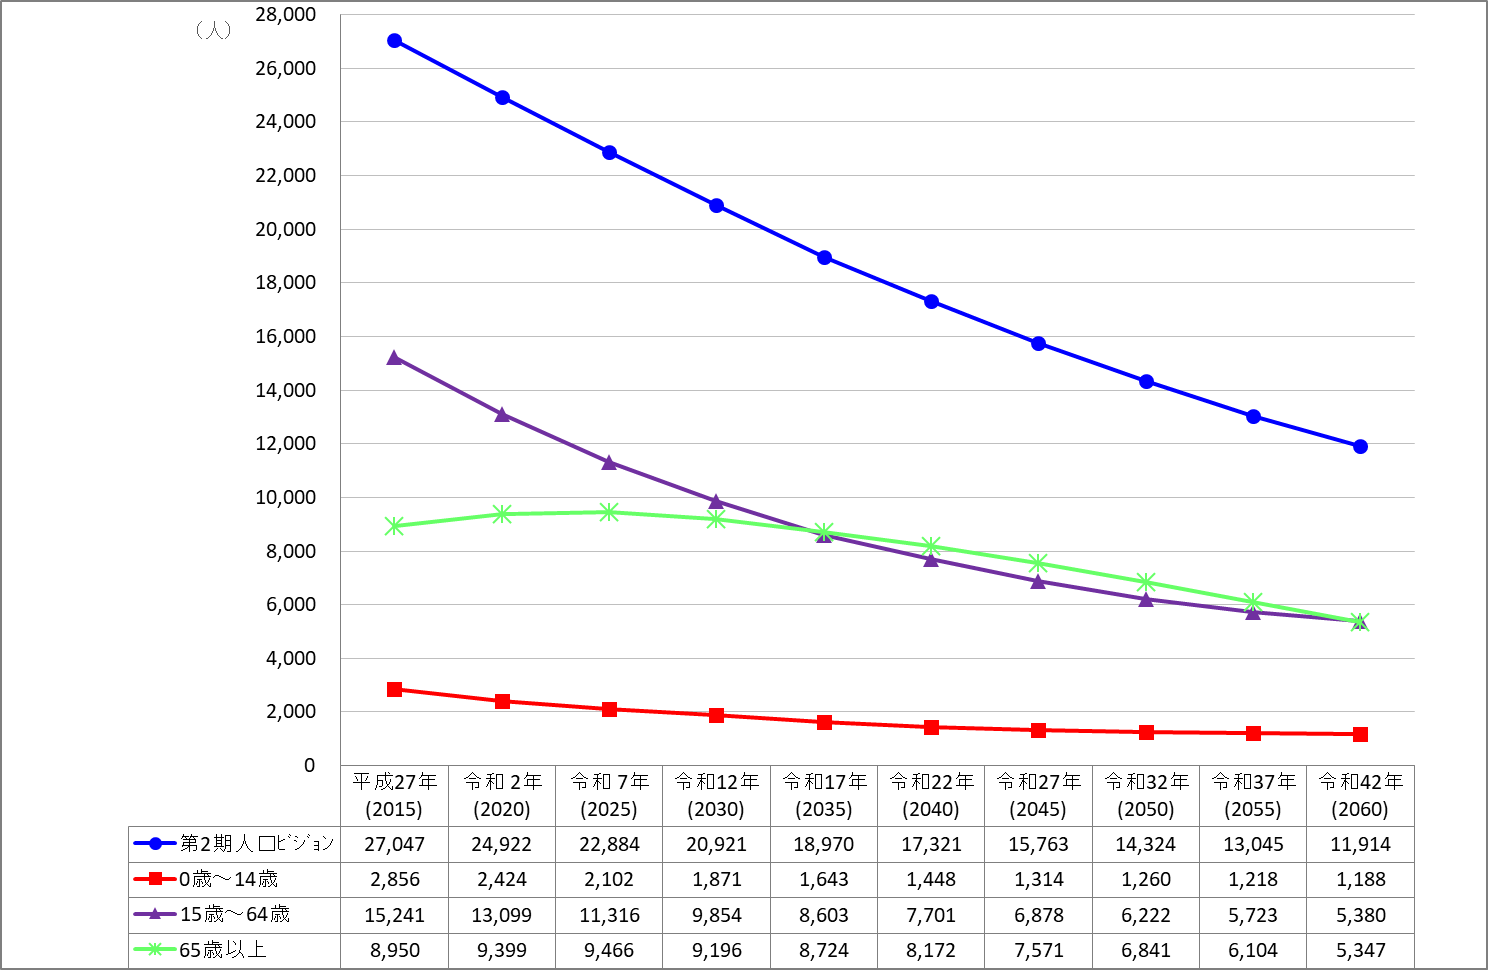 (人)
28,000
26,000
24,000
22,000
20,000
18,000
16,000
14,000
12,000
10,000
8,000
6,000
4,000
2,000
0
平成27年 令和 2年 令和 7年 令和12年 令和17年 令和22年 令和27年 令和32年 令和37年 令和42年
(2015) (2020) (2025) (2030) (2035) (2040) (2045) (2050) (2055) (2060)
第2期人口ﾋﾞｼﾞｮﾝ 27,047 24,922 22,884 20,921 18,970 17,321 15,763 14,324 13,045 11,914
0歳～14歳 2,856 2,424 2,102 1,871 1,643 1,448 1,314 1,260 1,218 1,188
15歳～64歳 15,241 13,099 11,316 9,854 8,603 7,701 6,878 6,222 5,723 5,380
65歳以上 8,950 9,399 9,466 9,196 8,724 8,172 7,571 6,841 6,104 5,347